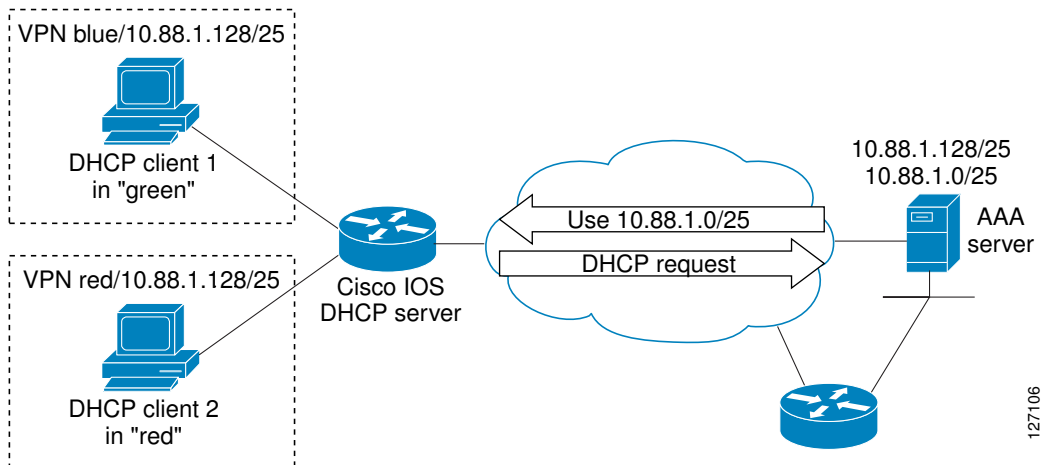 VPN blue/10.88.1.128/25
DHCP client 1
in "green"
VPN red/10.88.1.128/25
DHCP client 2
in "red"
Cisco IOS
DHCP server
Use 10.88.1.0/25
DHCP request
10.88.1.128/25
10.88.1.0/25
AAA
server
127106